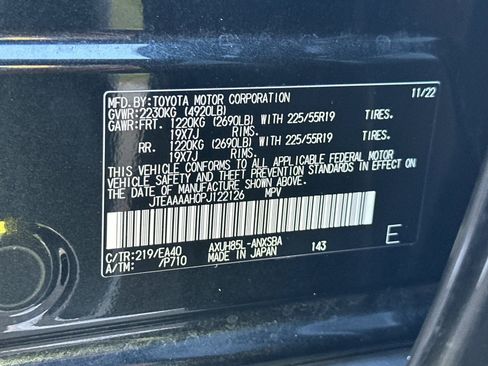 MFD.BY:TOYOTA MOTOR CORPORATION 11/22
GVWR:2230KG (4920LB)
GAWR:FRT. 1220KG (2690LB) WITH 225/55R19 TIRES.
19X7J RIMS.
RR. 1220KG (2690LB) WITH 225/55R19 TIRES.
19X7J RIMS.
THIS VEHICLE CONFORMS TO ALL APPLICABLE FEDERAL MOTOR
VEHICLE SAFETY AND THEFT PREVENTION STANDARDS IN EFFECT ON
THE DATE OF MANUFACTURE SHOWN ABOVE.
JTEAAAAH0PJ122126 MPV
C/TR:219/EA40 AXUH85L-ANXSBA
A/TM: /P710 MADE IN JAPAN 143 E